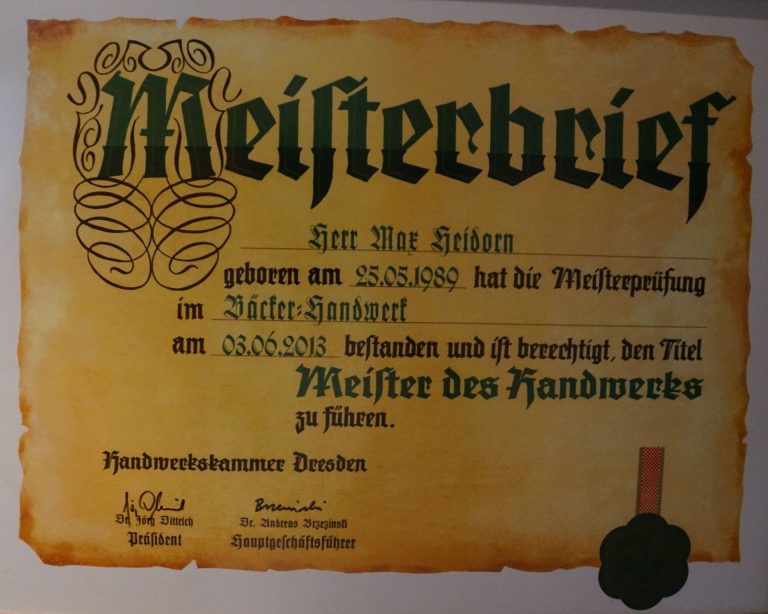 Meiſterbrief
Herr Max Heidorn
geboren am 25.05.1989 hat die Meiſterprüfung
im Bäcker-Handwerk
am 03.06.2013 beſtanden und iſt berechtigt, den Titel
Meiſter des Handwerks
zu führen.
Handwerkskammer Dresden
Dr. Jörg Dittrich Dr. Andreas Brzezinski
Präſident Hauptgeſchäftsführer